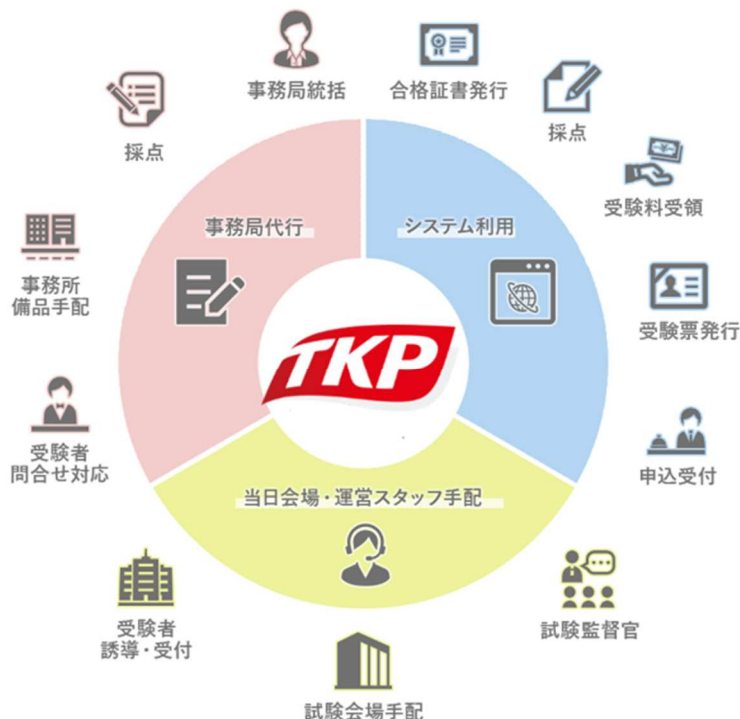 事務局統括
合格証書発行
採点
採点
受験料受領
事務局代行
システム利用
事務所
備品手配
受験票発行
TKP
受験者
問合せ対応
申込受付
当日会場・運営スタッフ手配
受験者
誘導・受付
試験監督官
試験会場手配